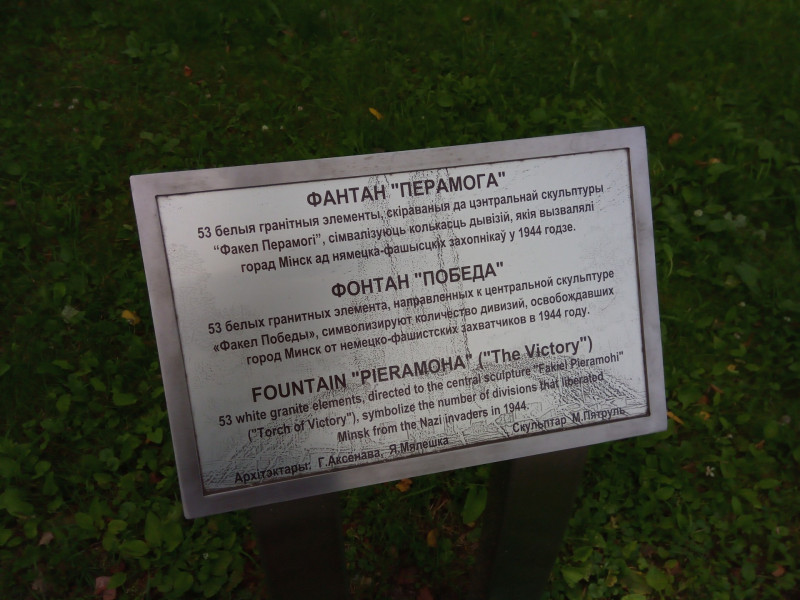 ФАНТАН "ПЕРАМОГА"
53 белыя гранітныя элементы, скіраваныя да цэнтральнай скульптуры
“Факел Перамогі”, сімвалізуюць колькасць дывізій, якія вызвалялі
горад Мінск ад нямецка-фашысцкіх захопнікаў у 1944 годзе.
ФОНТАН "ПОБЕДА"
53 белых гранитных элемента, направленных к центральной скульптуре
«Факел Победы», символизируют количество дивизий, освобождавших
город Минск от немецко-фашистских захватчиков в 1944 году.
FOUNTAIN "PIERAMOHA" ("The Victory")
53 white granite elements, directed to the central sculpture "Fakiel Pieramohi"
("Torch of Victory"), symbolize the number of divisions that liberated
Minsk from the Nazi invaders in 1944.
Архітэктары: Г.Аксенава, Я.Мялешка Скульптар М.Пятруль